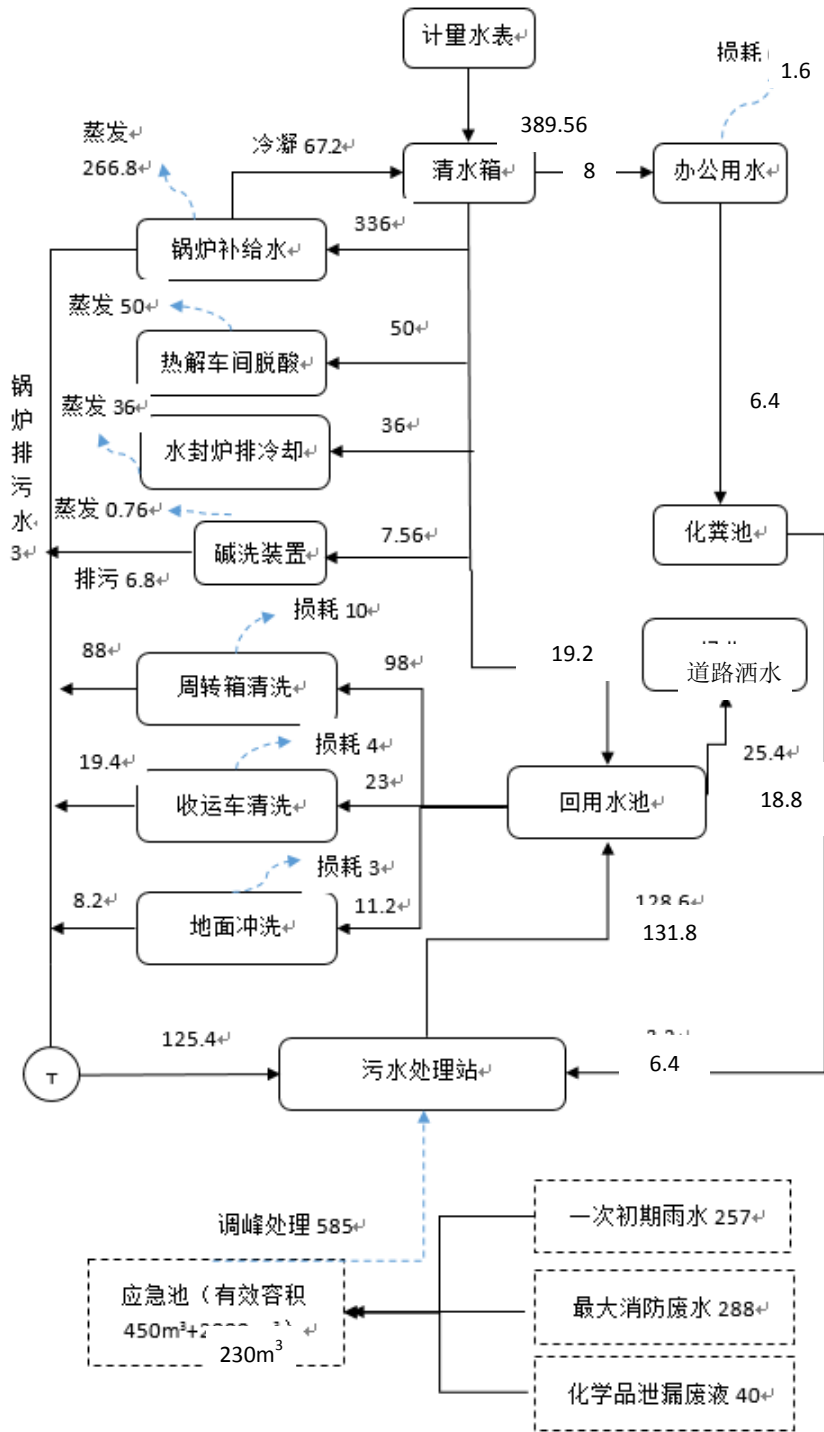 计量水表
损耗
1.6
389.56
蒸发
266.8
冷凝 67.2
清水箱
8
办公用水
336
锅炉补给水
蒸发 50
50
热解车间脱酸
锅炉排污水
3
蒸发 36
36
水封炉排冷却
6.4
蒸发 0.76
7.56
碱洗装置
化粪池
排污 6.8
损耗 10
88
98
周转箱清洗
19.2
道路洒水
损耗 4
19.4
23
收运车清洗
回用水池
25.4
18.8
损耗 3
8.2
11.2
地面冲洗
128.6
131.8
125.4
T
污水处理站
6.4
调峰处理 585
一次初期雨水 257
应急池（有效容积
450m³+
230m³
最大消防废水 288
化学品泄漏废液 40